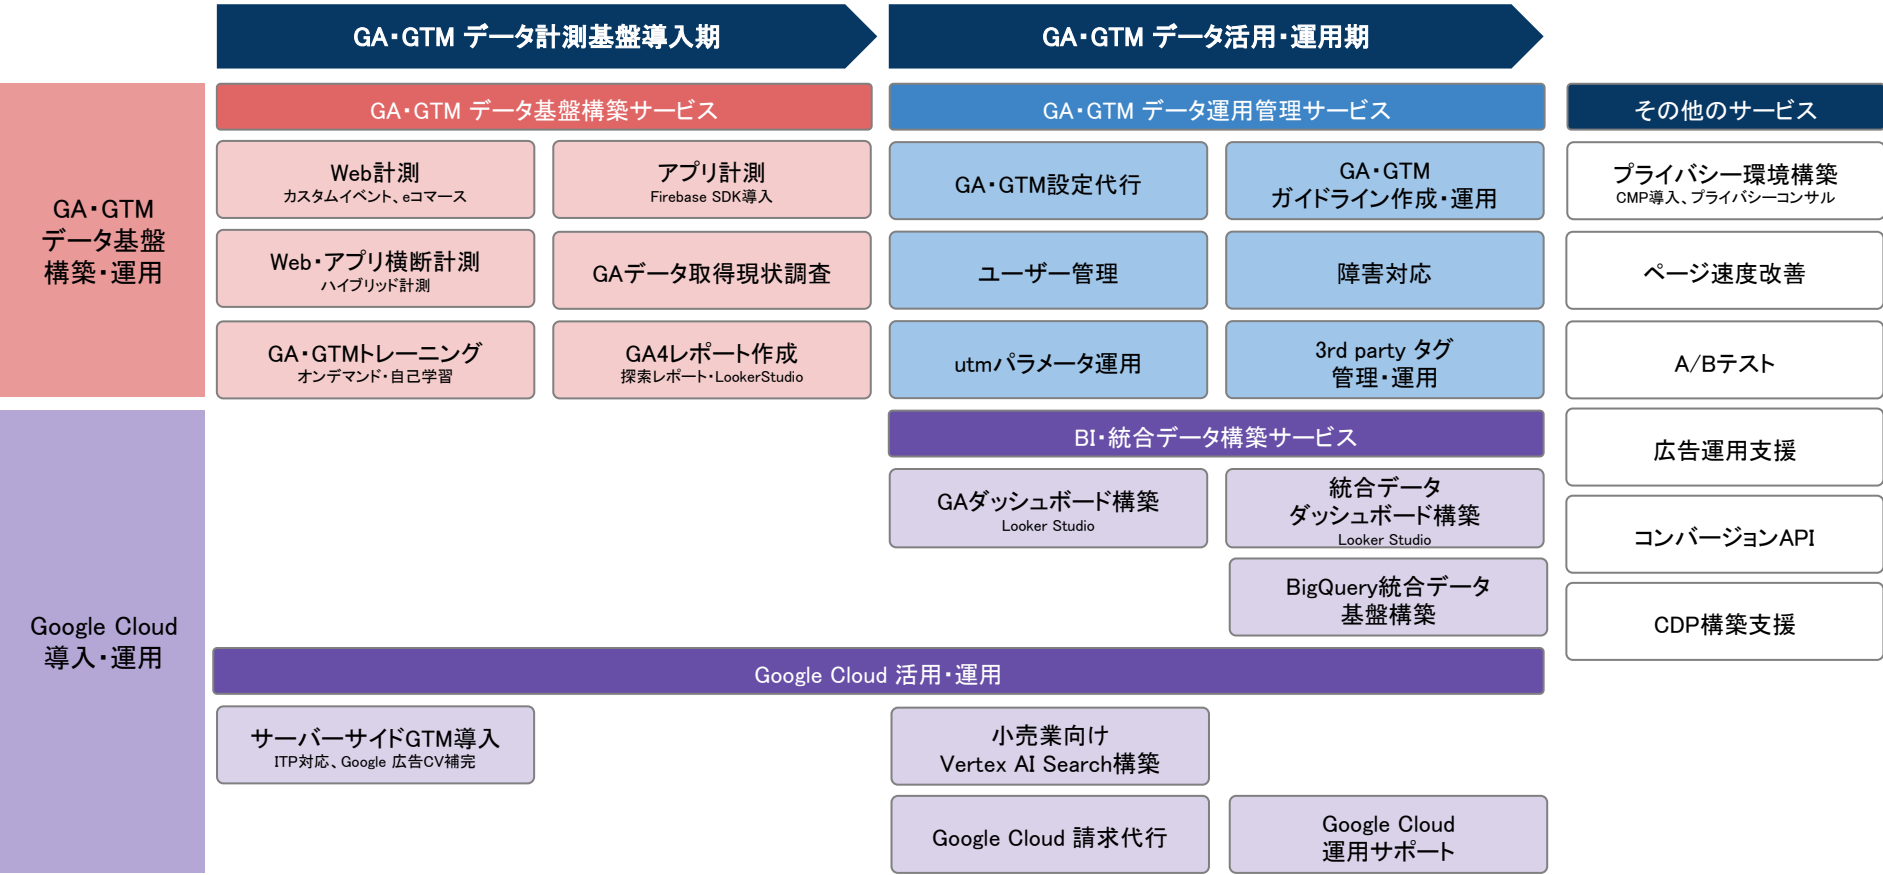 GA・GTM データ計測基盤導入期
GA・GTM データ活用・運用期
GA・GTM
データ基盤
構築・運用
GA・GTM データ基盤構築サービス
Web計測
カスタムイベント、eコマース
アプリ計測
Firebase SDK導入
Web・アプリ横断計測
ハイブリッド計測
GAデータ取得現状調査
GA・GTMトレーニング
オンデマンド・自己学習
GA4レポート作成
探索レポート・LookerStudio
GA・GTM データ運用管理サービス
GA・GTM設定代行
GA・GTM
ガイドライン作成・運用
ユーザー管理
障害対応
utmパラメータ運用
3rd party タグ
管理・運用
その他のサービス
プライバシー環境構築
CMP導入、プライバシーコンサル
ページ速度改善
A/Bテスト
広告運用支援
コンバージョンAPI
CDP構築支援
Google Cloud
導入・運用
BI・統合データ構築サービス
GAダッシュボード構築
Looker Studio
統合データ
ダッシュボード構築
Looker Studio
BigQuery統合データ
基盤構築
Google Cloud 活用・運用
サーバーサイドGTM導入
ITP対応、Google 広告CV補完
小売業向け
Vertex AI Search構築
Google Cloud 請求代行
Google Cloud
運用サポート